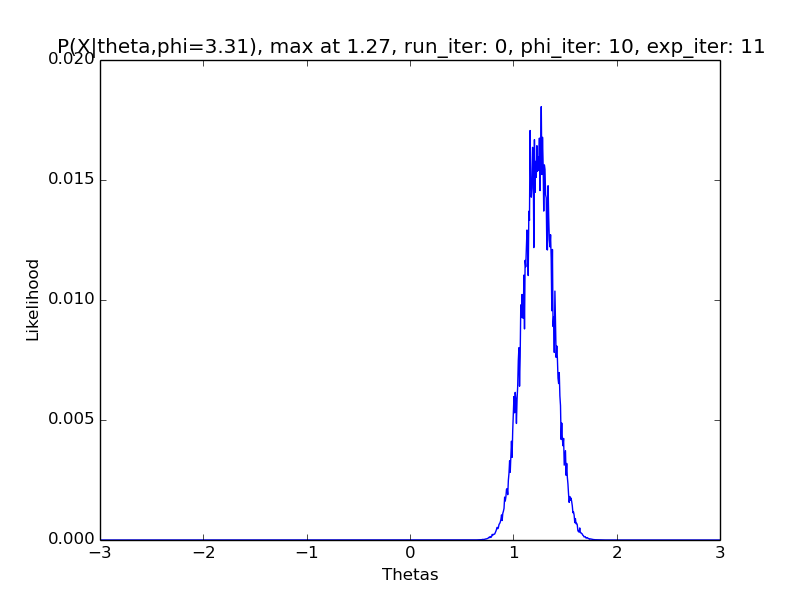 P(X|theta,phi=3.31), max at 1.27, run_iter: 0, phi_iter: 10, exp_iter: 11
0.020
0.015
0.010
0.005
0.000
Likelihood
−3 −2 −1 0 1 2 3
Thetas